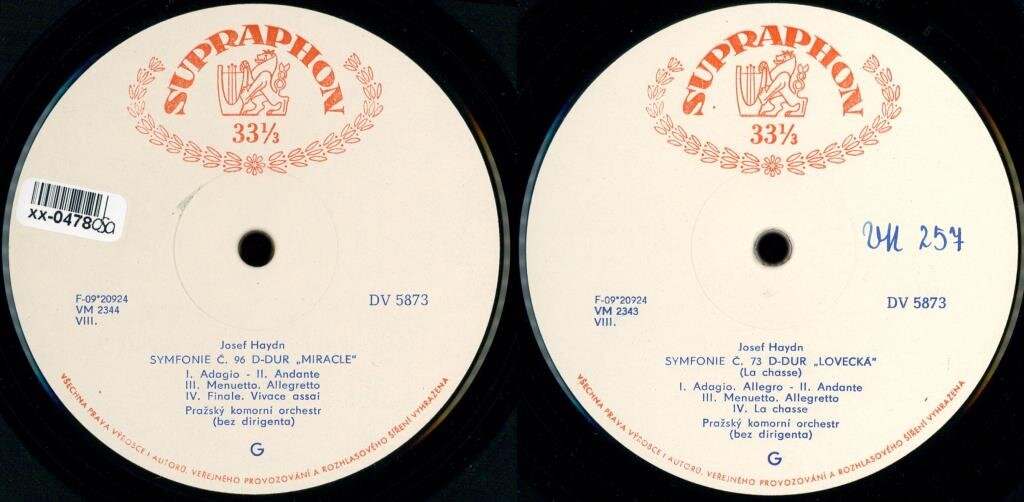 SUPRAPHON
33⅓
xx-0478
F-09*20924
VM 2344
VIII.
DV 5873
Josef Haydn
SYMFONIE Č. 96 D-DUR „MIRACLE“
I. Adagio - II. Andante
III. Menuetto. Allegretto
IV. Finale. Vivace assai
Pražský komorní orchestr
(bez dirigenta)
G
VŠECHNA PRÁVA VÝROBCE I AUTORŮ, VEŘEJNÉHO PROVOZOVÁNÍ A ROZHLASOVÉHO ŠÍŘENÍ VYHRAŽENA
SUPRAPHON
33⅓
VM 257
F-09*20924
VM 2343
VIII.
DV 5873
Josef Haydn
SYMFONIE Č. 73 D-DUR „LOVECKÁ“
(La chasse)
I. Adagio. Allegro - II. Andante
III. Menuetto. Allegretto
IV. La chasse
Pražský komorní orchestr
(bez dirigenta)
G
VŠECHNA PRÁVA VÝROBCE I AUTORŮ, VEŘEJNÉHO PROVOZOVÁNÍ A ROZHLASOVÉHO ŠÍŘENÍ VYHRAŽENA